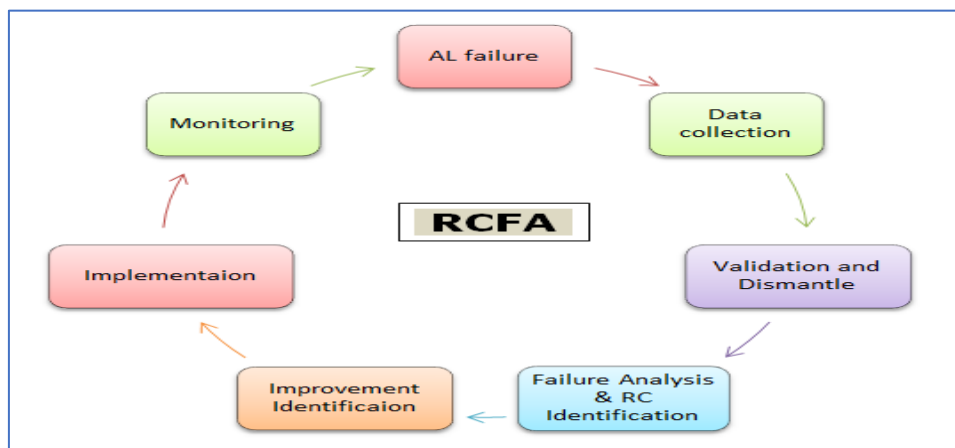 AL failure
Data
collection
Validation and
Dismantle
Failure Analysis
& RC
Identification
Improvement
Identificaion
Implementaion
Monitoring
RCFA